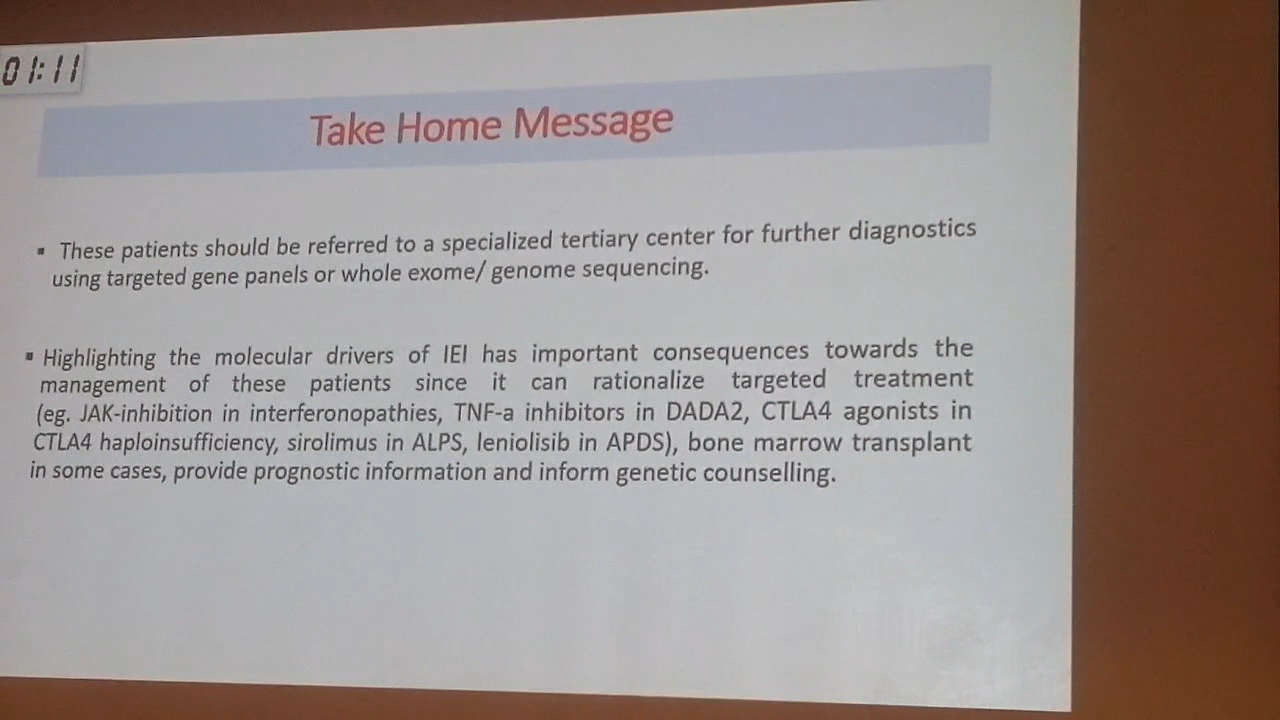 01:11
Take Home Message
▪ These patients should be referred to a specialized tertiary center for further diagnostics
using targeted gene panels or whole exome/ genome sequencing.
▪ Highlighting the molecular drivers of IEI has important consequences towards the
management of these patients since it can rationalize targeted treatment
(eg. JAK-inhibition in interferonopathies, TNF-a inhibitors in DADA2, CTLA4 agonists in
CTLA4 haploinsufficiency, sirolimus in ALPS, leniolisib in APDS), bone marrow transplant
in some cases, provide prognostic information and inform genetic counselling.